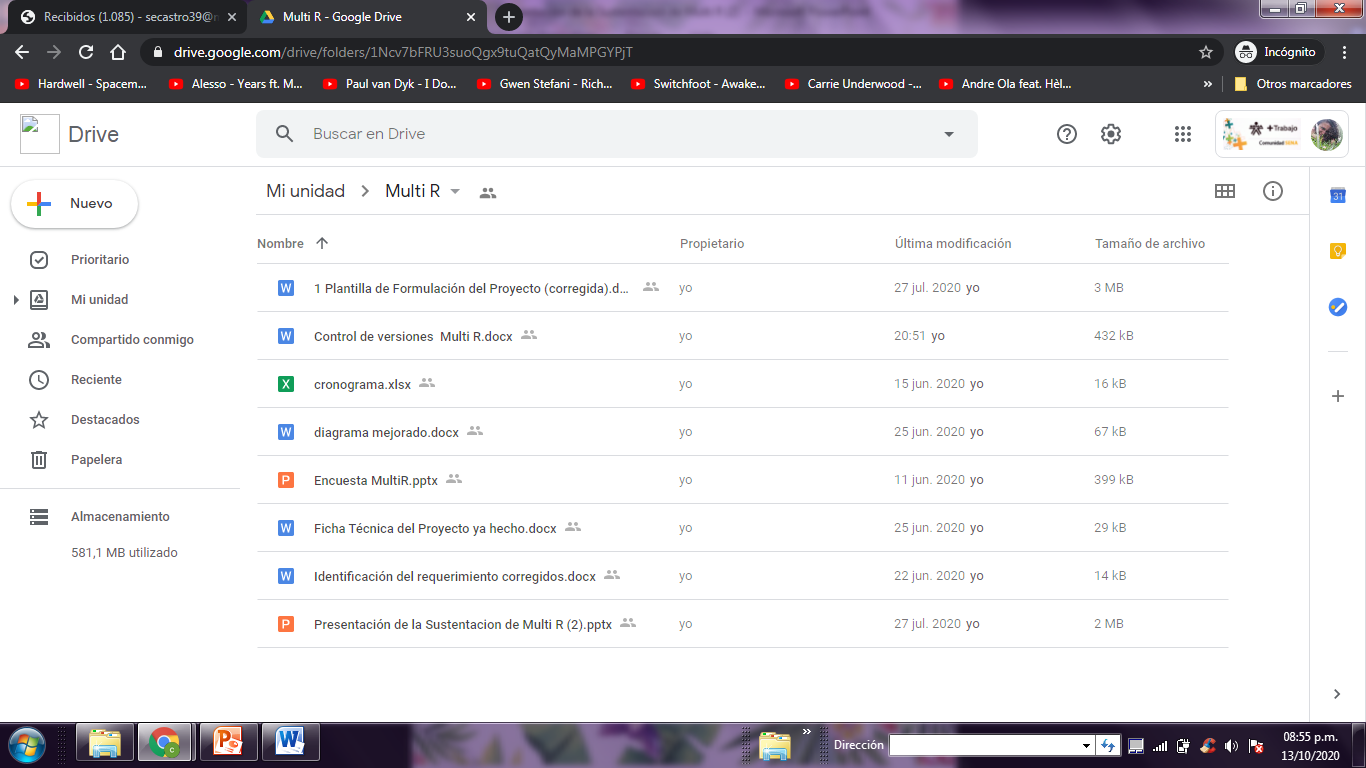 Recibidos (1.085) - secastro39@
Multi R - Google Drive
drive.google.com/drive/folders/1Ncv7bFRU3suoQgx9tuQatQyMaMPGYPjT
Incógnito
Hardwell - Spacem...
Alesso - Years ft. M...
Paul van Dyk - I Do...
Gwen Stefani - Rich...
Switchfoot - Awake...
Carrie Underwood -...
Andre Ola feat. Hèl...
»
Otros marcadores
Drive
Buscar en Drive
+Trabajo
Comunidad SENA
Nuevo
Mi unidad > Multi R
31
Nombre
Propietario
Última modificación
Tamaño de archivo
Prioritario
Mi unidad
Compartido conmigo
Reciente
Destacados
Papelera
Almacenamiento
581,1 MB utilizado
W 1 Plantilla de Formulación del Proyecto (corregida).d... yo 27 jul. 2020 yo 3 MB
W Control de versiones  Multi R.docx yo 20:51 yo 432 kB
X cronograma.xlsx yo 15 jun. 2020 yo 16 kB
W diagrama mejorado.docx yo 25 jun. 2020 yo 67 kB
P Encuesta MultiR.pptx yo 11 jun. 2020 yo 399 kB
W Ficha Técnica del Proyecto ya hecho.docx yo 25 jun. 2020 yo 29 kB
W Identificación del requerimiento corregidos.docx yo 22 jun. 2020 yo 14 kB
P Presentación de la Sustentacion de Multi R (2).pptx yo 27 jul. 2020 yo 2 MB
Dirección
08:55 p.m.
13/10/2020